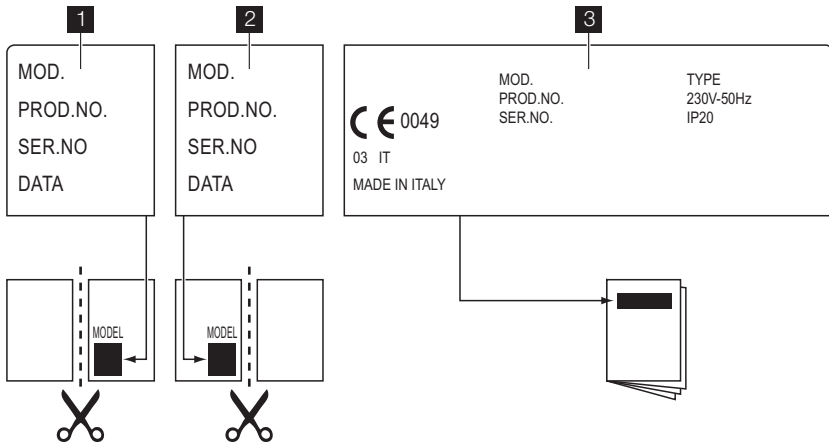 1
MOD.
PROD.NO.
SER.NO
DATA
2
MOD.
PROD.NO.
SER.NO
DATA
3
MOD.
PROD.NO.
SER.NO.
TYPE
230V-50Hz
IP20
CE 0049
03 IT
MADE IN ITALY
MODEL
MODEL